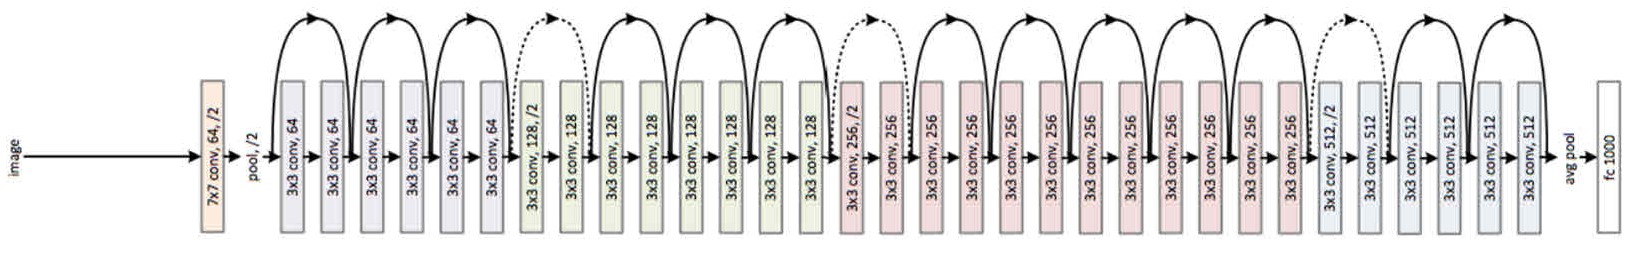 image
7x7 conv, 64, /2
pool, /2
3x3 conv, 64
3x3 conv, 64
3x3 conv, 64
3x3 conv, 64
3x3 conv, 64
3x3 conv, 64
3x3 conv, 128, /2
3x3 conv, 128
3x3 conv, 128
3x3 conv, 128
3x3 conv, 128
3x3 conv, 128
3x3 conv, 128
3x3 conv, 128
3x3 conv, 256, /2
3x3 conv, 256
3x3 conv, 256
3x3 conv, 256
3x3 conv, 256
3x3 conv, 256
3x3 conv, 256
3x3 conv, 256
3x3 conv, 256
3x3 conv, 256
3x3 conv, 256
3x3 conv, 256
3x3 conv, 512, /2
3x3 conv, 512
3x3 conv, 512
3x3 conv, 512
3x3 conv, 512
3x3 conv, 512
avg pool
fc 1000